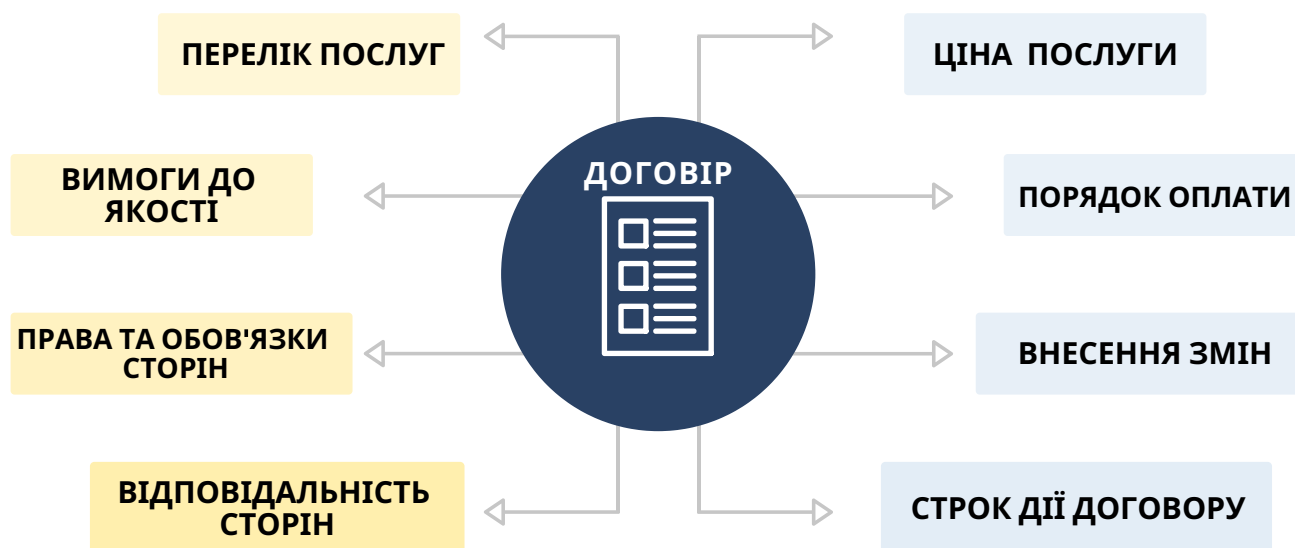 ПЕРЕЛІК ПОСЛУГ
ЦІНА ПОСЛУГИ
ДОГОВІР
ВИМОГИ ДО
ЯКОСТІ
ПОРЯДОК ОПЛАТИ
ПРАВА ТА ОБОВ'ЯЗКИ
СТОРІН
ВНЕСЕННЯ ЗМІН
ВІДПОВІДАЛЬНІСТЬ
СТОРІН
СТРОК ДІЇ ДОГОВОРУ